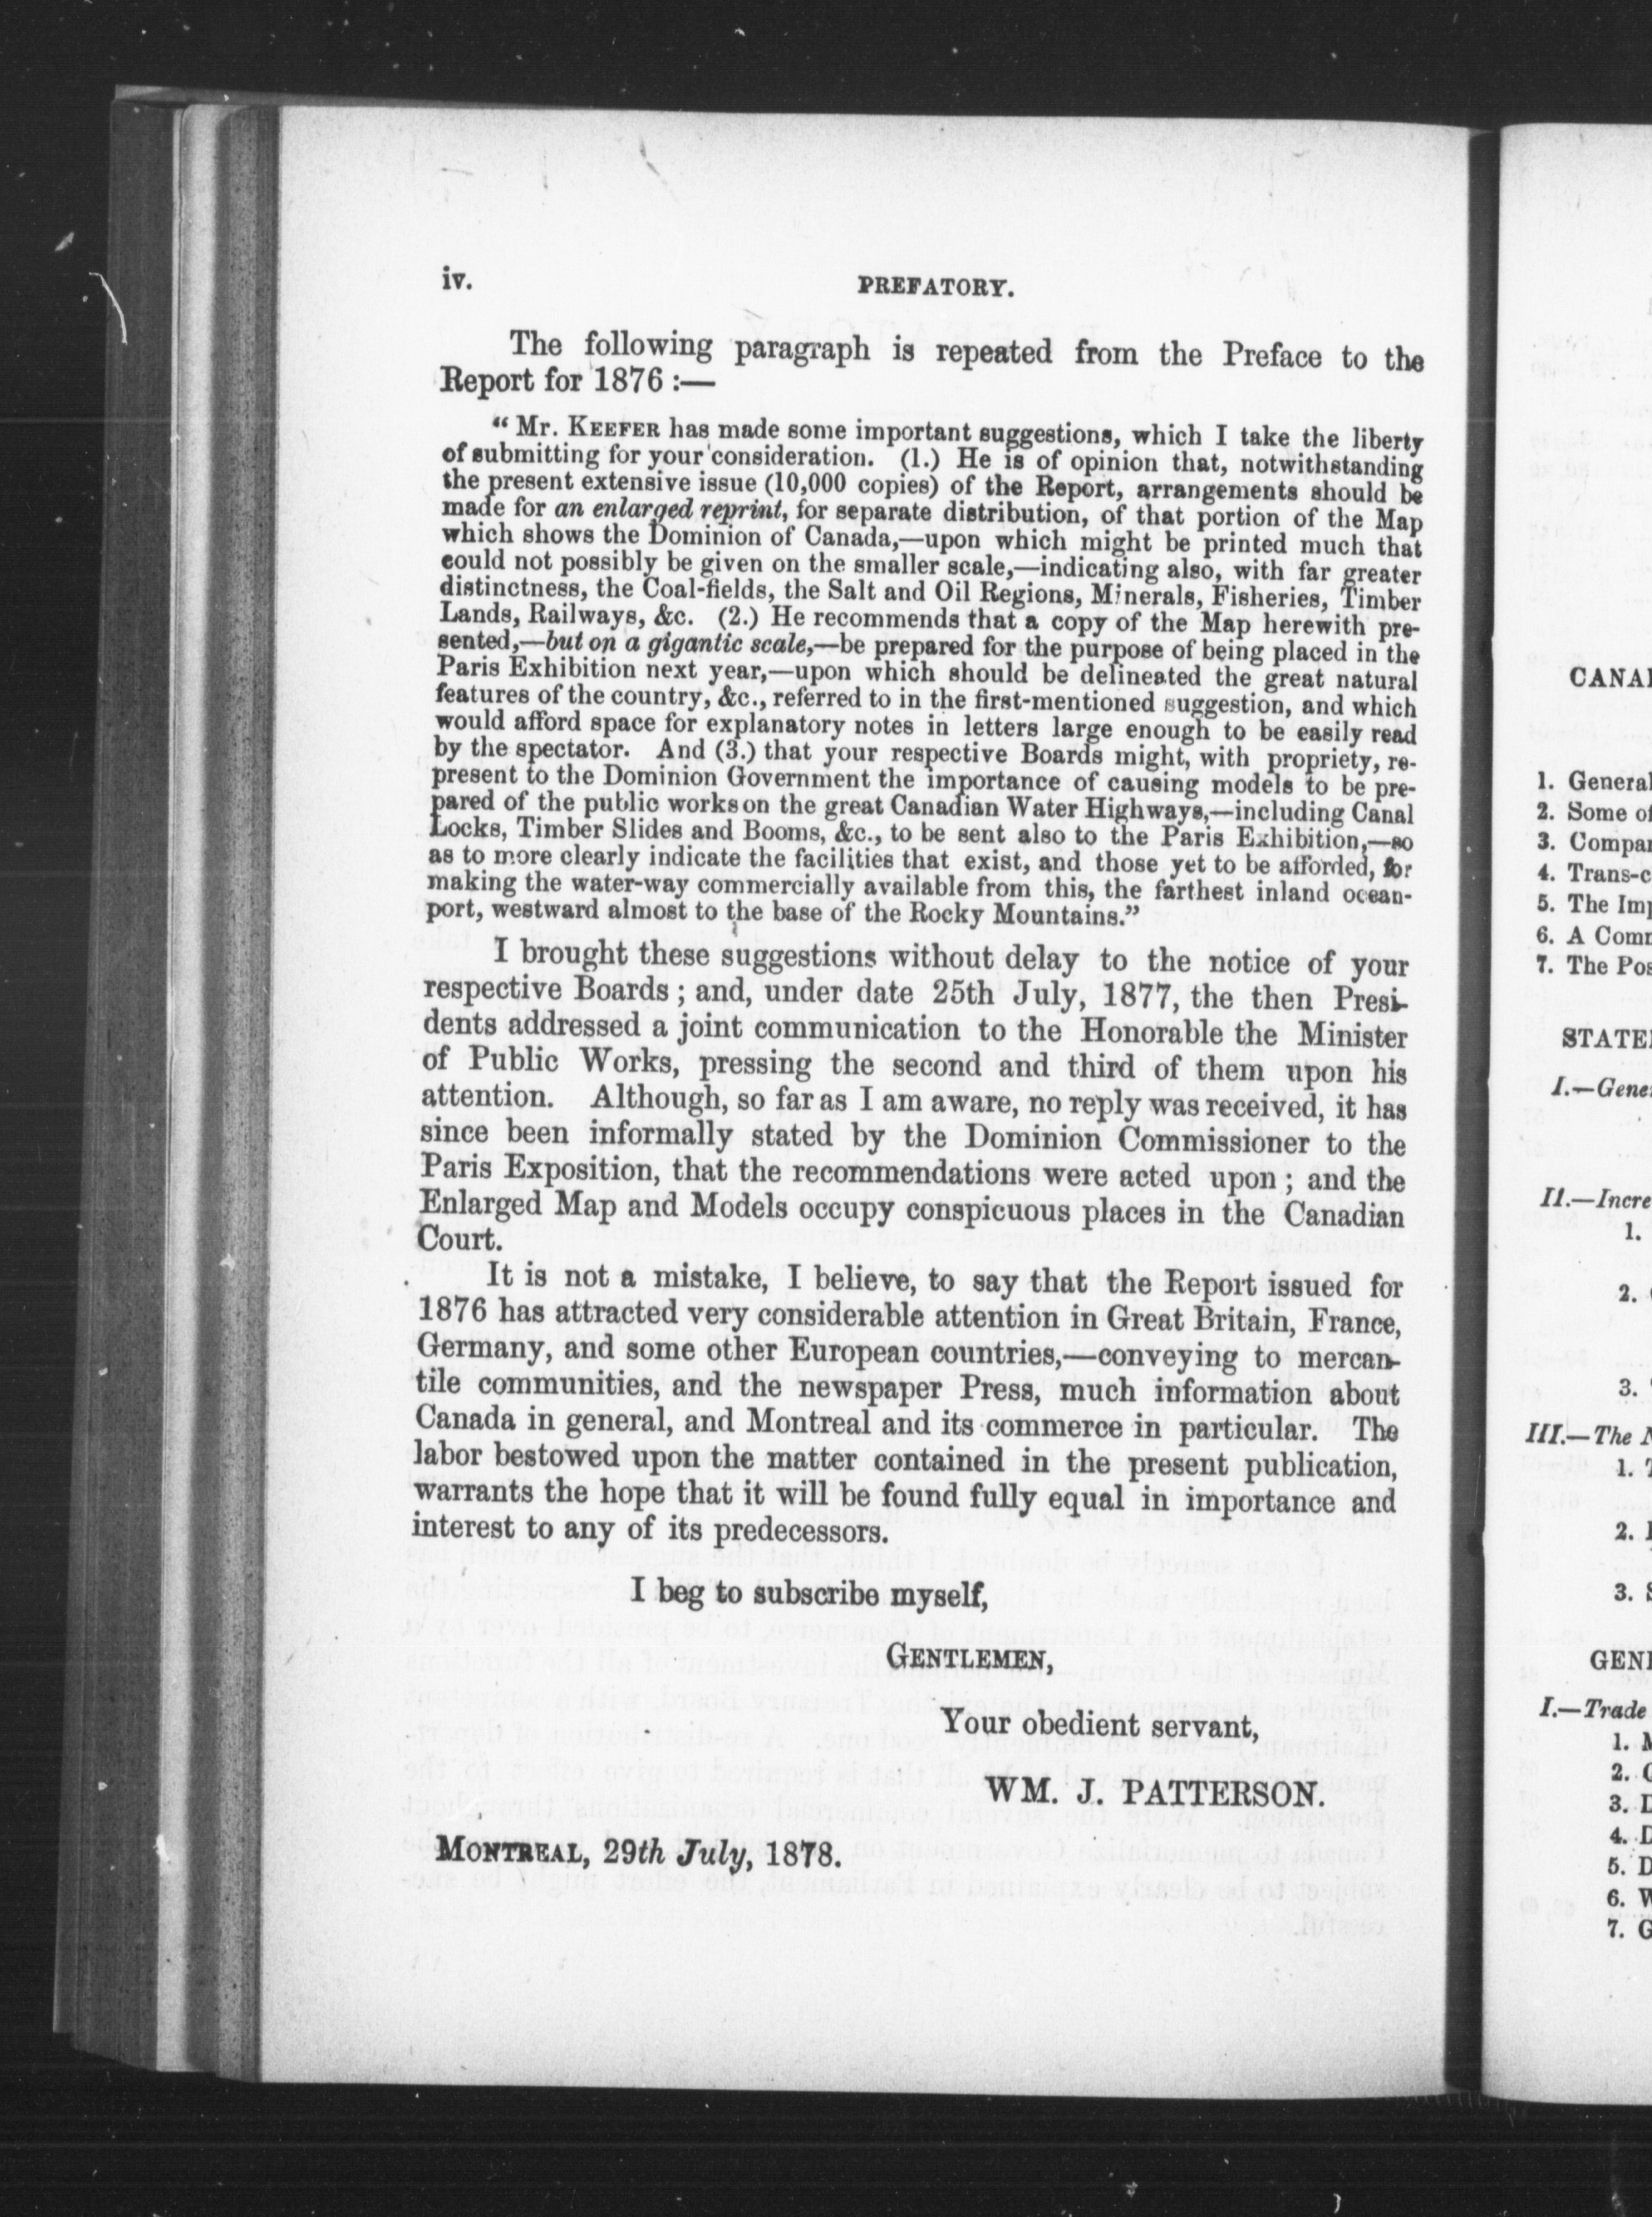 iv.
PREFATORY.
The following paragraph is repeated from the Preface to the
Report for 1876 :—
“ Mr. KEEFER has made some important suggestions, which I take the liberty
of submitting for your consideration. (1.) He is of opinion that, notwithstanding
the present extensive issue (10,000 copies) of the Report, arrangements should be
made for an enlarged reprint, for separate distribution, of that portion of the Map
which shows the Dominion of Canada,—upon which might be printed much that
could not possibly be given on the smaller scale,—indicating also, with far greater
distinctness, the Coal-fields, the Salt and Oil Regions, Minerals, Fisheries, Timber
Lands, Railways, &c. (2.) He recommends that a copy of the Map herewith pre-
sented,—but on a gigantic scale,—be prepared for the purpose of being placed in the
Paris Exhibition next year,—upon which should be delineated the great natural
features of the country, &c., referred to in the first-mentioned suggestion, and which
would afford space for explanatory notes in letters large enough to be easily read
by the spectator. And (3.) that your respective Boards might, with propriety, re-
present to the Dominion Government the importance of causing models to be pre-
pared of the public works on the great Canadian Water Highways,—including Canal
Locks, Timber Slides and Booms, &c., to be sent also to the Paris Exhibition,—so
as to more clearly indicate the facilities that exist, and those yet to be afforded, for
making the water-way commercially available from this, the farthest inland ocean-
port, westward almost to the base of the Rocky Mountains.”
I brought these suggestions without delay to the notice of your
respective Boards ; and, under date 25th July, 1877, the then Presi-
dents addressed a joint communication to the Honorable the Minister
of Public Works, pressing the second and third of them upon his
attention. Although, so far as I am aware, no reply was received, it has
since been informally stated by the Dominion Commissioner to the
Paris Exposition, that the recommendations were acted upon ; and the
Enlarged Map and Models occupy conspicuous places in the Canadian
Court.
It is not a mistake, I believe, to say that the Report issued for
1876 has attracted very considerable attention in Great Britain, France,
Germany, and some other European countries,—conveying to mercan-
tile communities, and the newspaper Press, much information about
Canada in general, and Montreal and its commerce in particular. The
labor bestowed upon the matter contained in the present publication,
warrants the hope that it will be found fully equal in importance and
interest to any of its predecessors.
I beg to subscribe myself,
GENTLEMEN,
Your obedient servant,
WM. J. PATTERSON.
MONTREAL, 29th July, 1878.
1. General
2. Some
3.
4.
5. The
6. A
7. The
I.—
II.—
1.
2.
3.
III.—The
1.
2.
3.
I.—Trade
1.
2.
3.
4.
5.
6.
7.